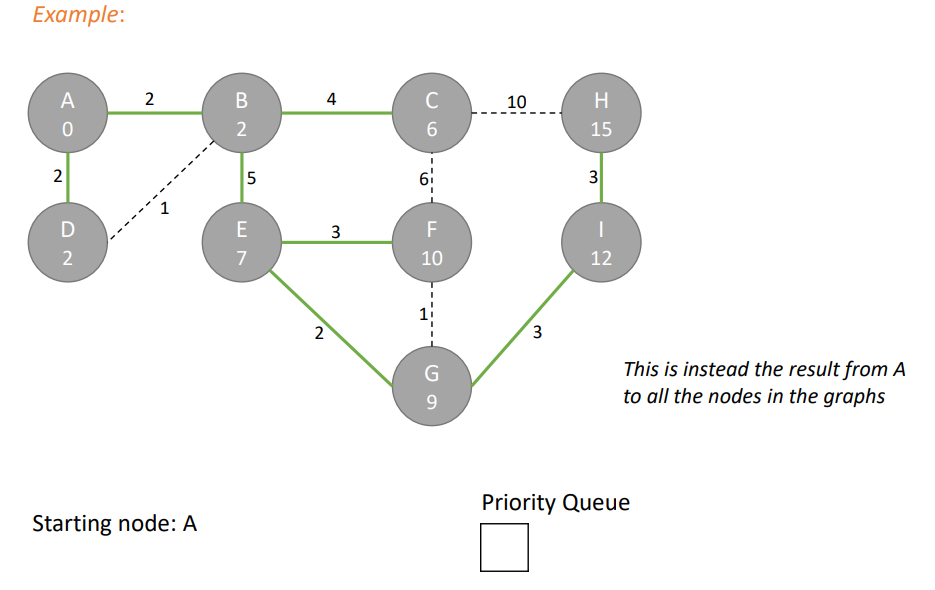 Example:
A 2 B 4 C 10 H
0 2 6 15
2 5 6 3
1
D E 3 F I
2 7 10 12
1
2 3
G
9
This is instead the result from A
to all the nodes in the graphs
Priority Queue
Starting node: A